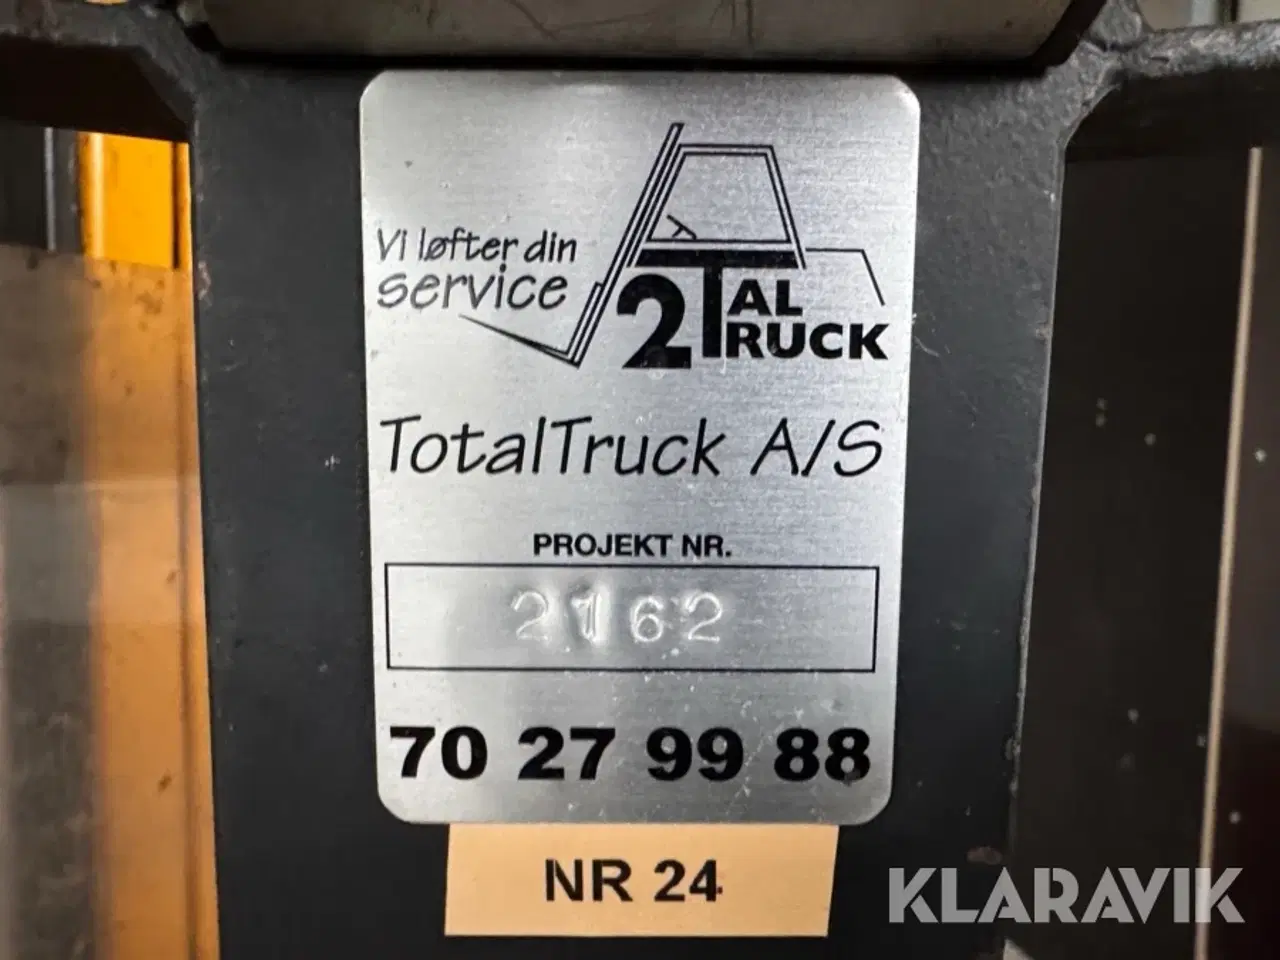 Vi løfter din
service
2TAL
TRUCK
TotalTruck A/S
PROJEKT NR.
2162
70 27 99 88
NR 24
KLARAVIK